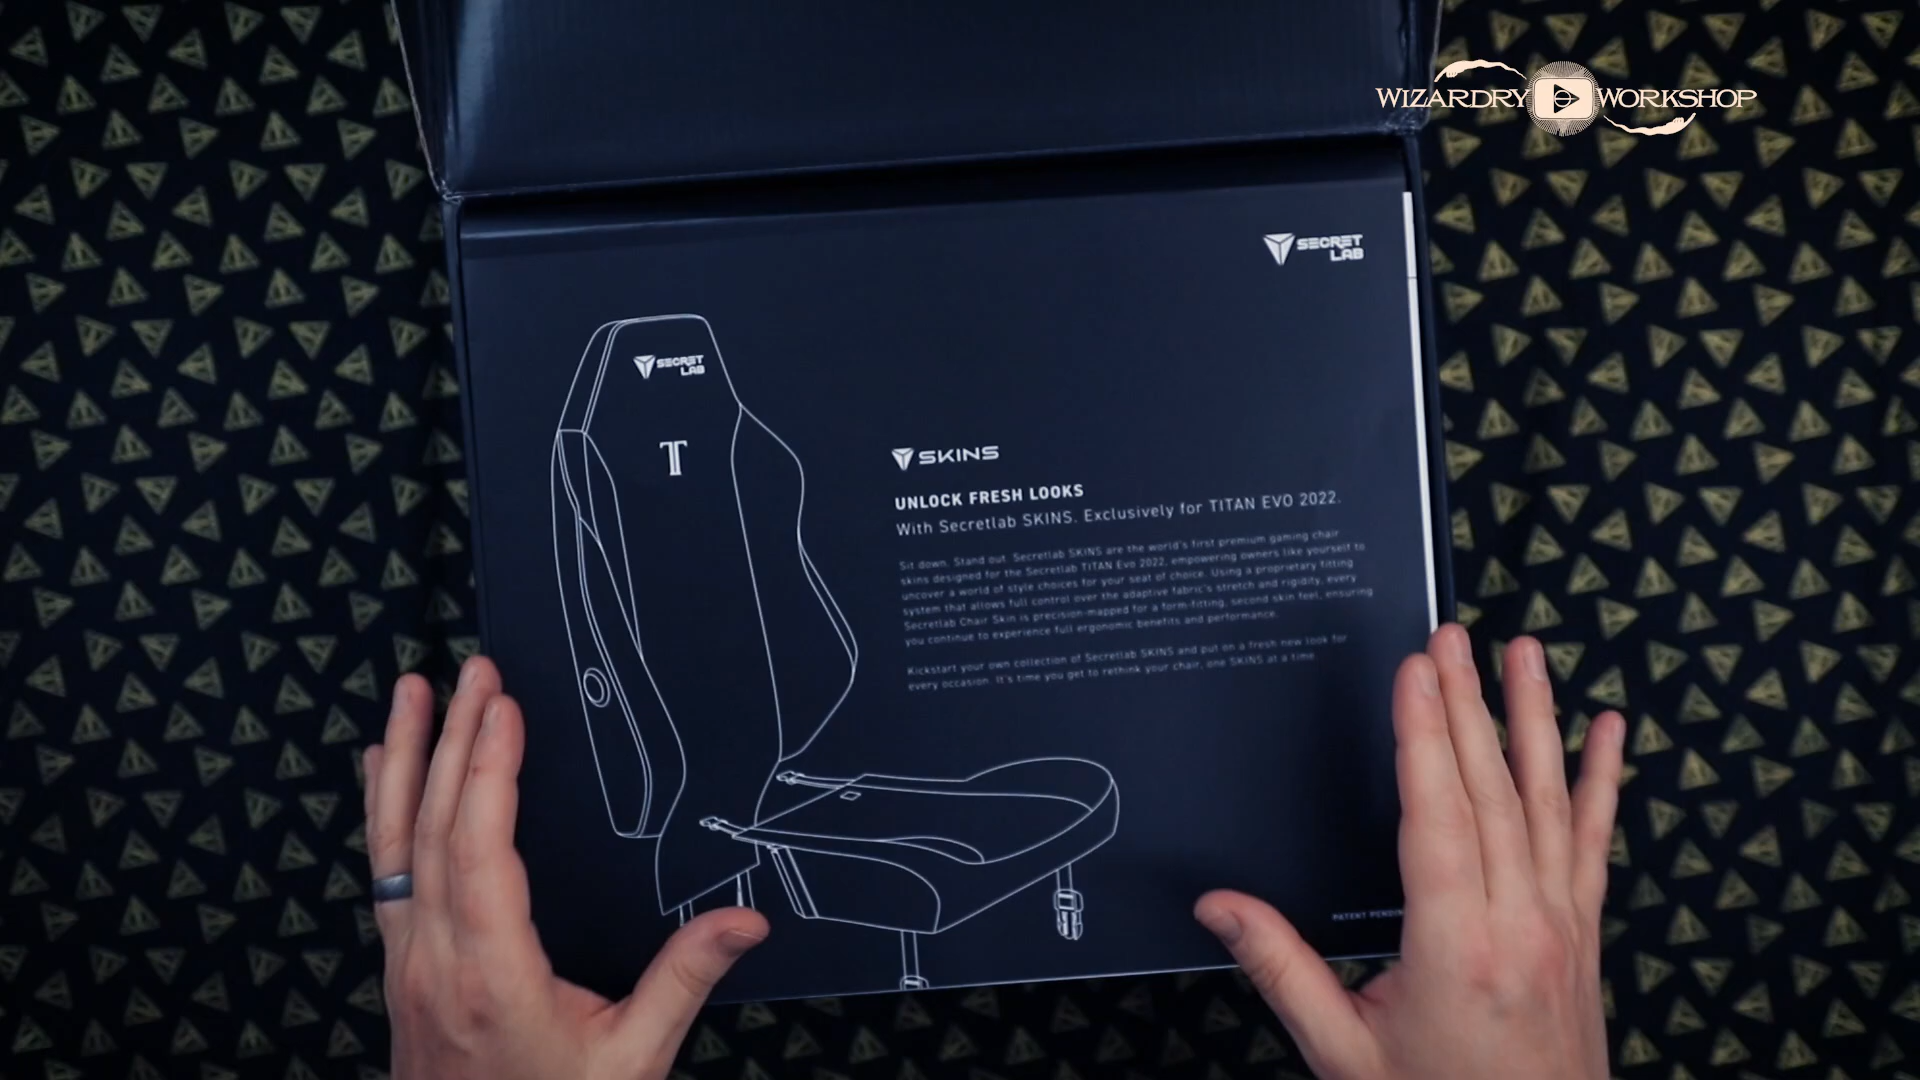 WIZARDRY WORKSHOP
SECRET
LAB
SECRET
LAB
T
SKINS
UNLOCK FRESH LOOKS
With Secretlab SKINS. Exclusively for TITAN EVO 2022.
Sit down. Stand out. Secretlab SKINS are the world's first premium gaming chair
skins designed for the Secretlab TITAN Evo 2022, empowering owners like yourself to
uncover a world of style choices for your seat of choice. Using a proprietary fitting
system that allows full control over the adaptive fabric's stretch and rigidity, every
Secretlab Chair Skin is precision-mapped for a form-fitting, second skin feel, ensuring
you continue to experience full ergonomic benefits and performance.
Kickstart your own collection of Secretlab SKINS and put on a fresh new look for
every occasion. It's time you get to rethink your chair, one SKINS at a time.
PATENT PENDIN